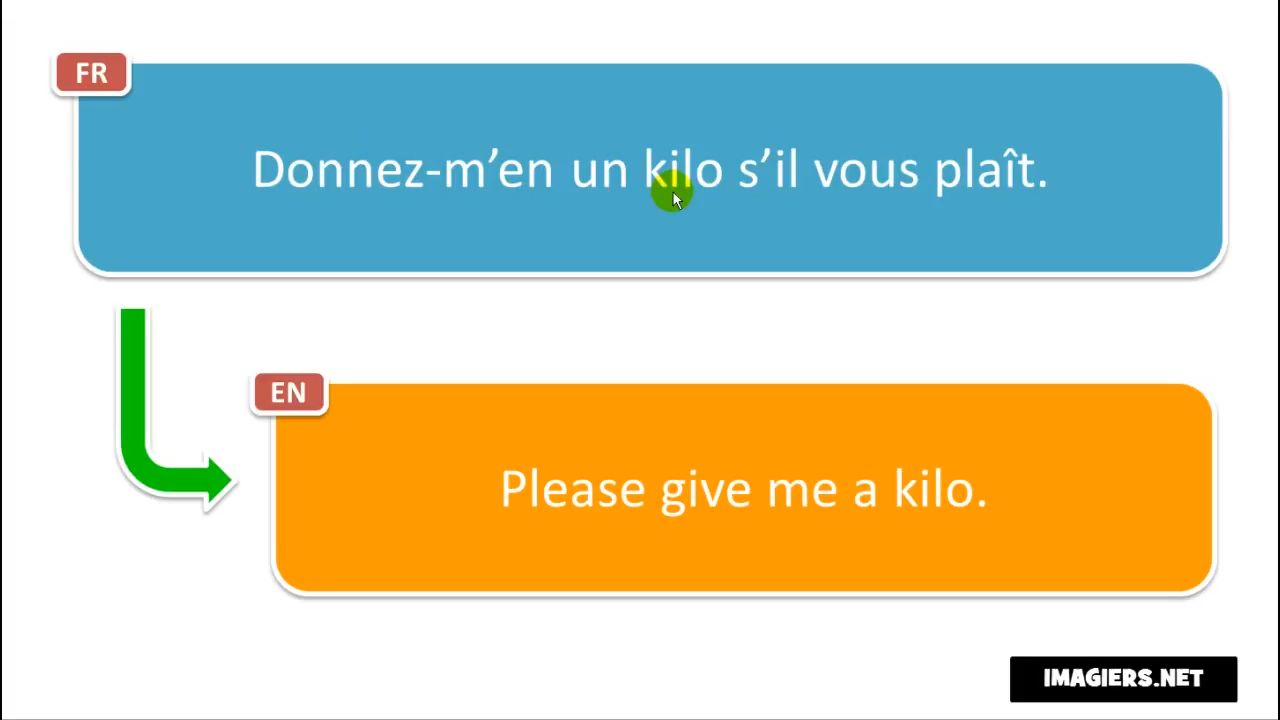 FR
Donnez-m’en un kilo s’il vous plaît.
EN
Please give me a kilo.
IMAGIERS.NET